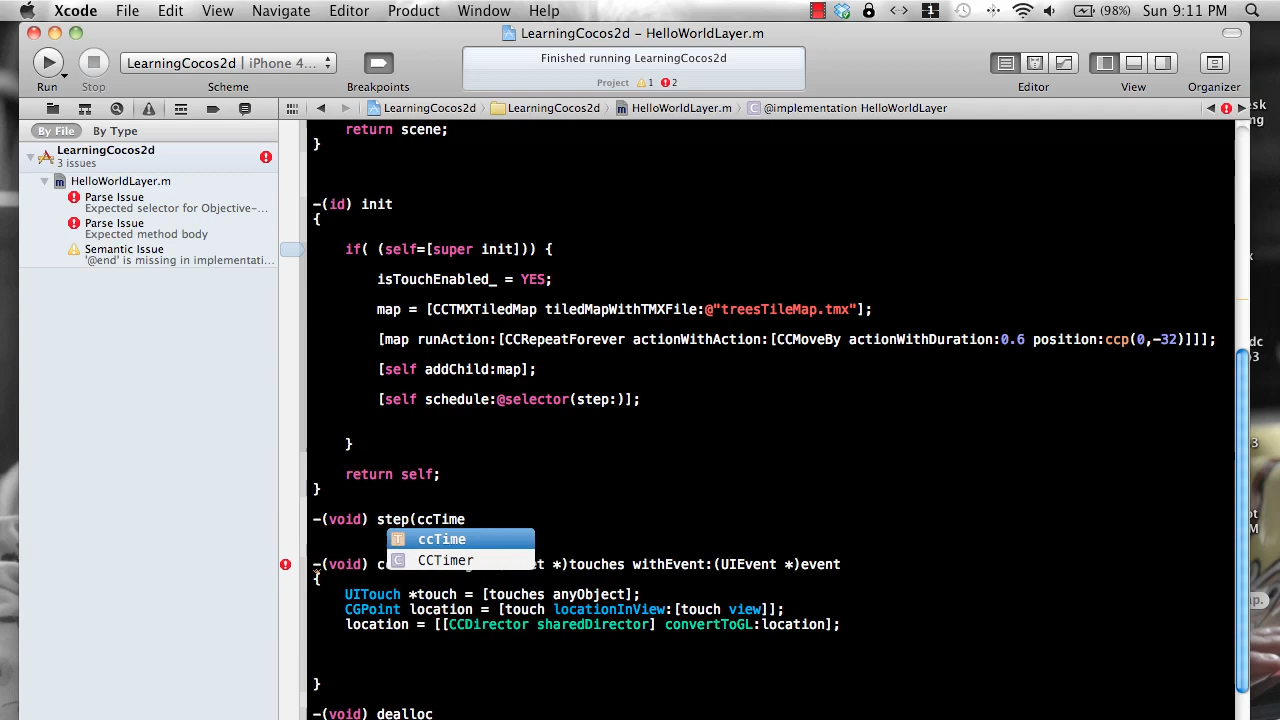 Xcode File Edit View Navigate Editor Product Window Help 1 (98%) Sun 9:11 PM
LearningCocos2d – HelloWorldLayer.m
Run Stop LearningCocos2d | iPhone 4... Finished running LearningCocos2d
Scheme Breakpoints Project 1 2 Editor View Organizer
LearningCocos2d LearningCocos2d HelloWorldLayer.m @implementation HelloWorldLayer
By File By Type
LearningCocos2d
3 issues
HelloWorldLayer.m
Parse Issue
Expected selector for Objective-...
Parse Issue
Expected method body
Semantic Issue
'@end' is missing in implementati...
return scene;
}
-(id) init
{
if( (self=[super init])) {
isTouchEnabled_ = YES;
map = [CCTMXTiledMap tiledMapWithTMXFile:@"treesTileMap.tmx"];
[map runAction:[CCRepeatForever actionWithAction:[CCMoveBy actionWithDuration:0.6 position:ccp(0,-32)]]];
[self addChild:map];
[self schedule:@selector(step:)];
}
return self;
}
-(void) step(ccTime
ccTime
CCTimer
-(void) c *)touches withEvent:(UIEvent *)event
{
UITouch *touch = [touches anyObject];
CGPoint location = [touch locationInView:[touch view]];
location = [[CCDirector sharedDirector] convertToGL:location];
}
-(void) dealloc